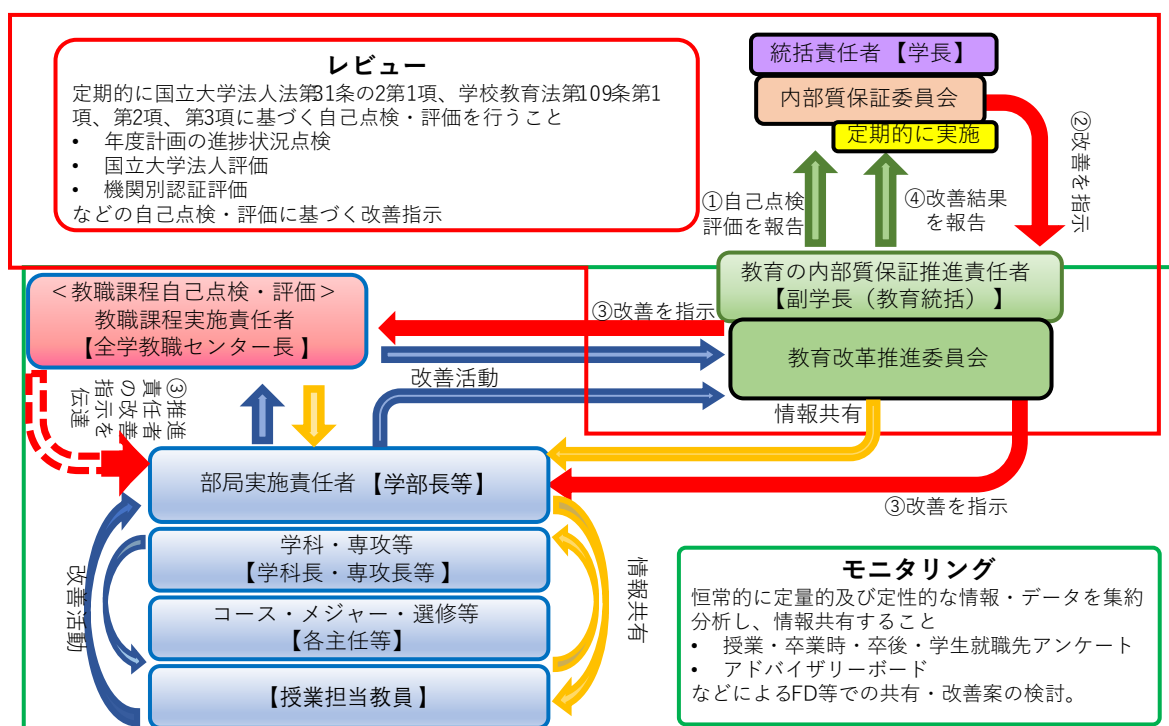 レビュー
定期的に国立大学法人法第31条の2第1項、学校教育法第109条第1
項、第2項、第3項に基づく自己点検・評価を行うこと
• 年度計画の進捗状況点検
• 国立大学法人評価
• 機関別認証評価
などの自己点検・評価に基づく改善指示
統括責任者【学長】
内部質保証委員会
定期的に実施
①自己点検
評価を報告
④改善結果
を報告
②改善を指示
教育の内部質保証推進責任者
【副学長（教育統括）】
教育改革推進委員会
＜教職課程自己点検・評価＞
教職課程実施責任者
【全学教職センター長】
③改善を指示
改善活動
情報共有
③推進
責任者
の改善
指示を
伝達
部局実施責任者【学部長等】
③改善を指示
学科・専攻等
【学科長・専攻長等】
コース・メジャー・選修等
【各主任等】
【授業担当教員】
改善活動
情報共有
モニタリング
恒常的に定量的及び定性的な情報・データを集約
分析し、情報共有すること
• 授業・卒業時・卒後・学生就職先アンケート
• アドバイザリーボード
などによるFD等での共有・改善案の検討。